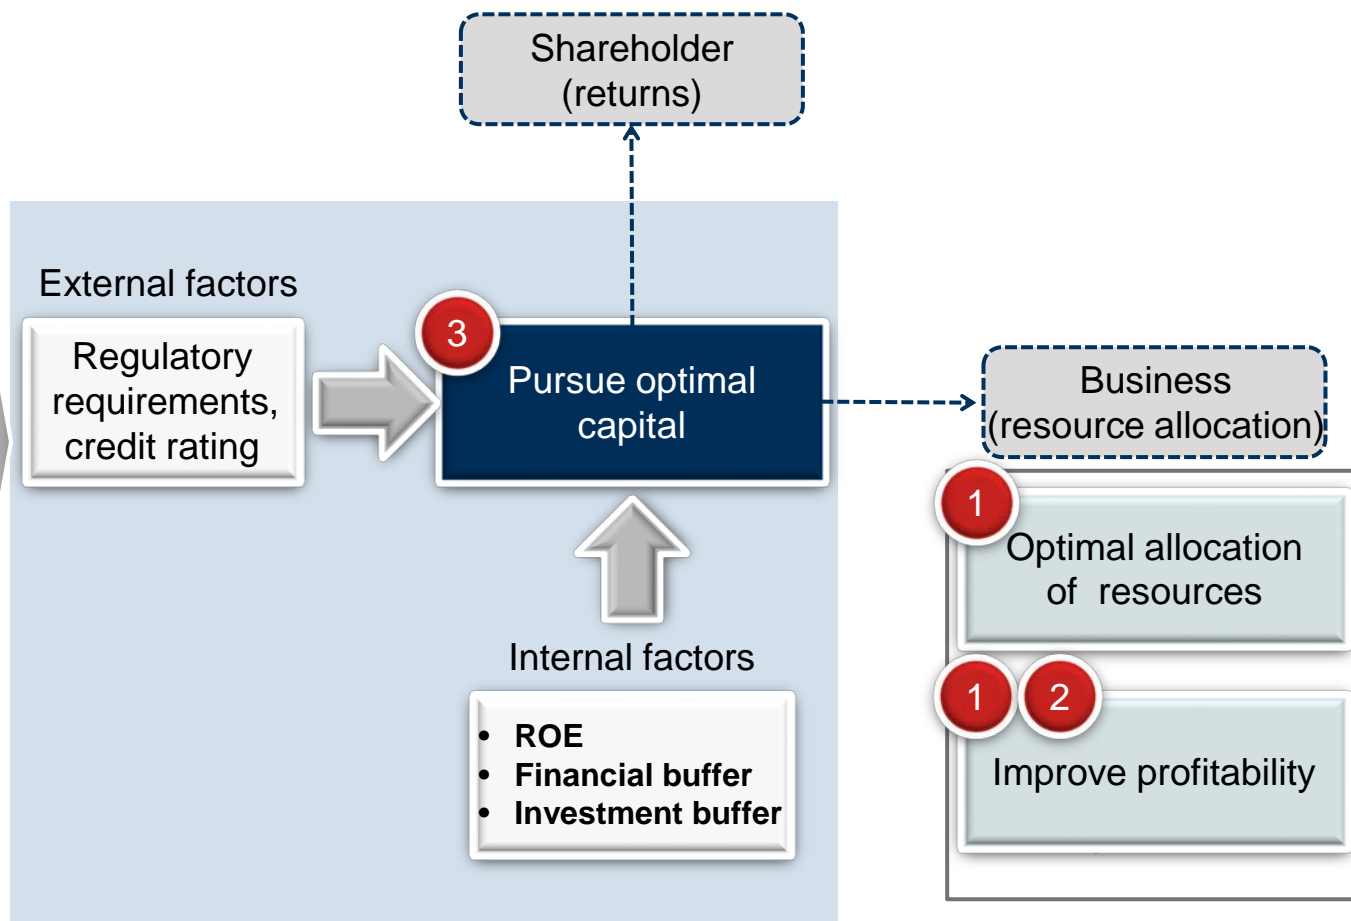 Shareholder
(returns)
External factors
Regulatory
requirements,
credit rating
3
Pursue optimal
capital
Business
(resource allocation)
1
Optimal allocation
of resources
Internal factors
• ROE
• Financial buffer
• Investment buffer
1 2
Improve profitability